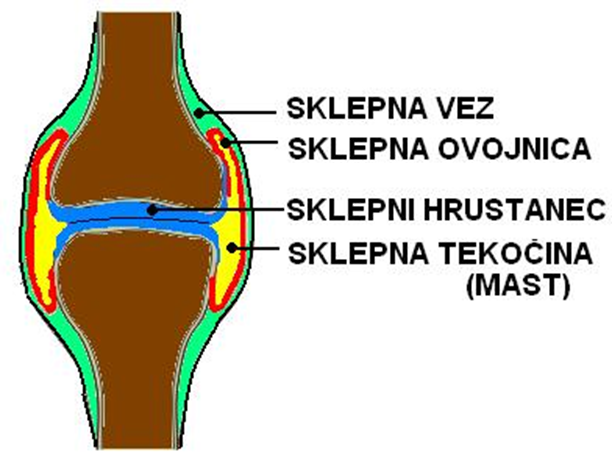 SKLEPNA VEZ
SKLEPNA OVOJNICA
SKLEPNI HRUSTANEC
SKLEPNA TEKOČINA
(MAST)